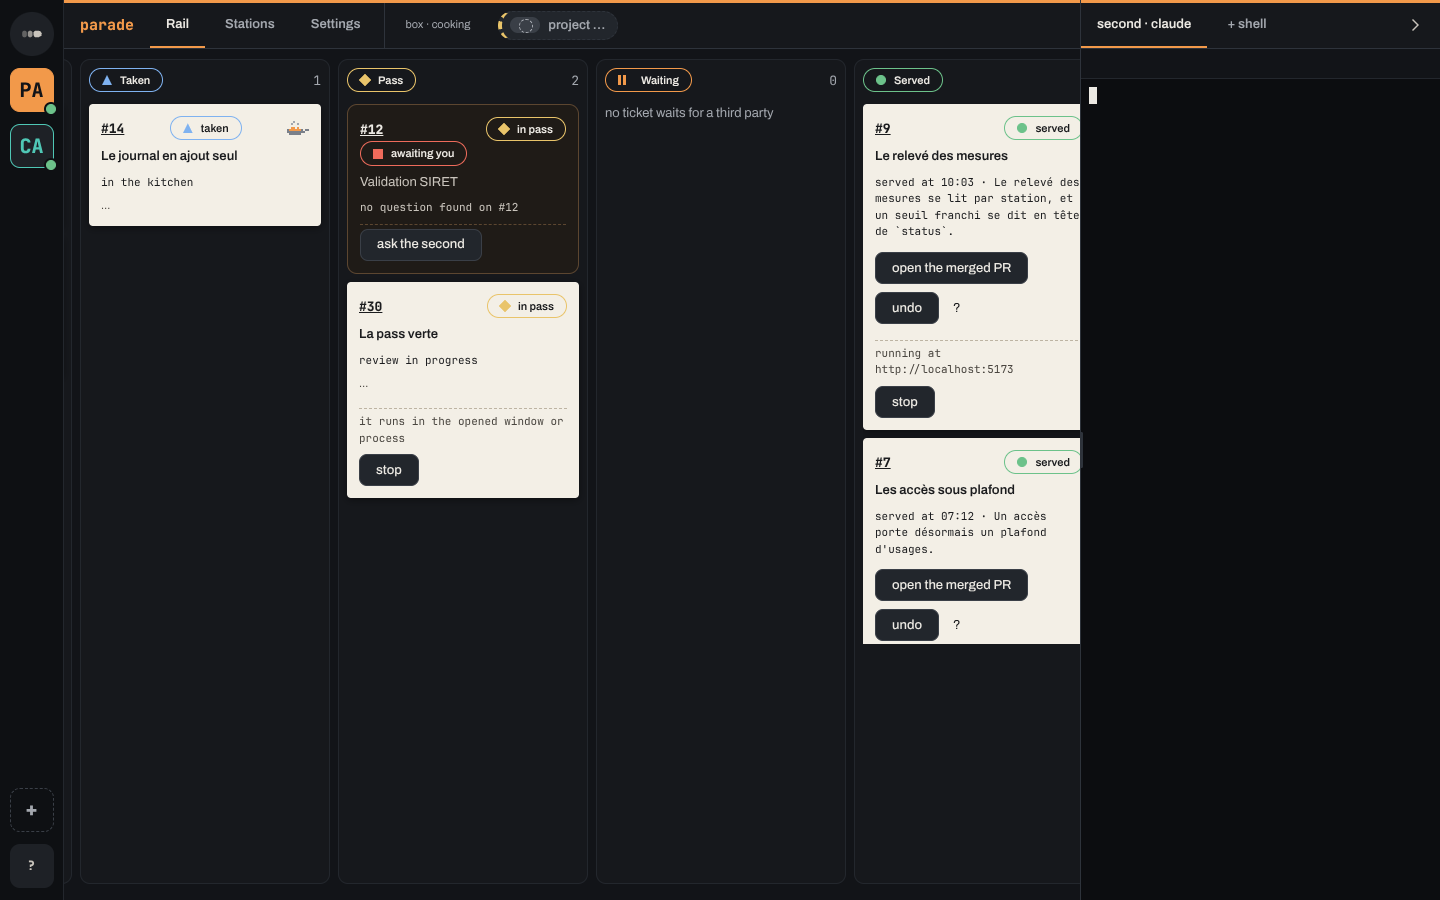 parade
Rail
Stations
Settings
box · cooking
project ...
second · claude
+ shell
PA
CA
+
?
Taken
1
#14
taken
Le journal en ajout seul
in the kitchen
...
Pass
2
#12
in pass
awaiting you
Validation SIRET
no question found on #12
ask the second
#30
in pass
La pass verte
review in progress
...
it runs in the opened window or
process
stop
Waiting
0
no ticket waits for a third party
Served
#9
served
Le relevé des mesures
served at 10:03 · Le relevé des
mesures se lit par station, et
un seuil franchi se dit en tête
de `status`.
open the merged PR
undo
?
running at
http://localhost:5173
stop
#7
served
Les accès sous plafond
served at 07:12 · Un accès
porte désormais un plafond
d'usages.
open the merged PR
undo
?